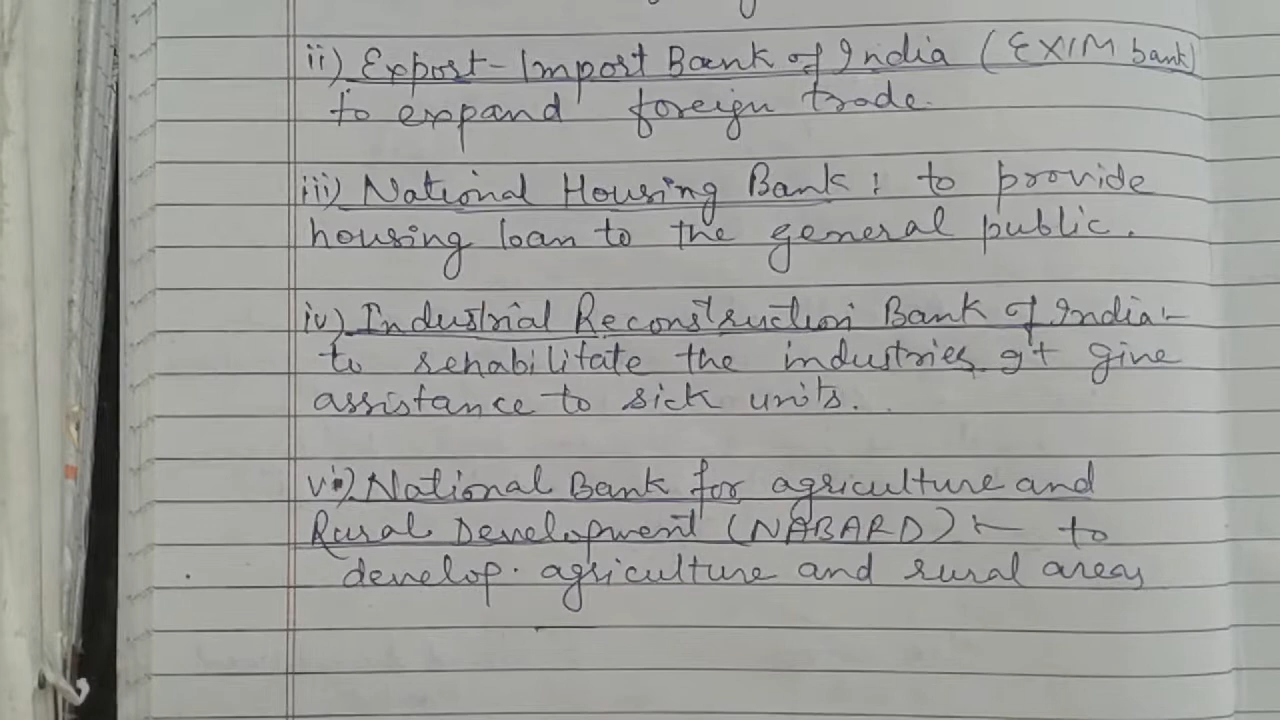 ii) Export-Import Bank of India (EXIM bank)
to expand foreign trade.
iii) National Housing Bank: to provide
housing loan to the general public.
iv) Industrial Reconstruction Bank of India:-
to rehabilitate the industries gt give
assistance to sick units.
v) National Bank for agriculture and
Rural Development (NABARD):- to
develop. agriculture and rural areas